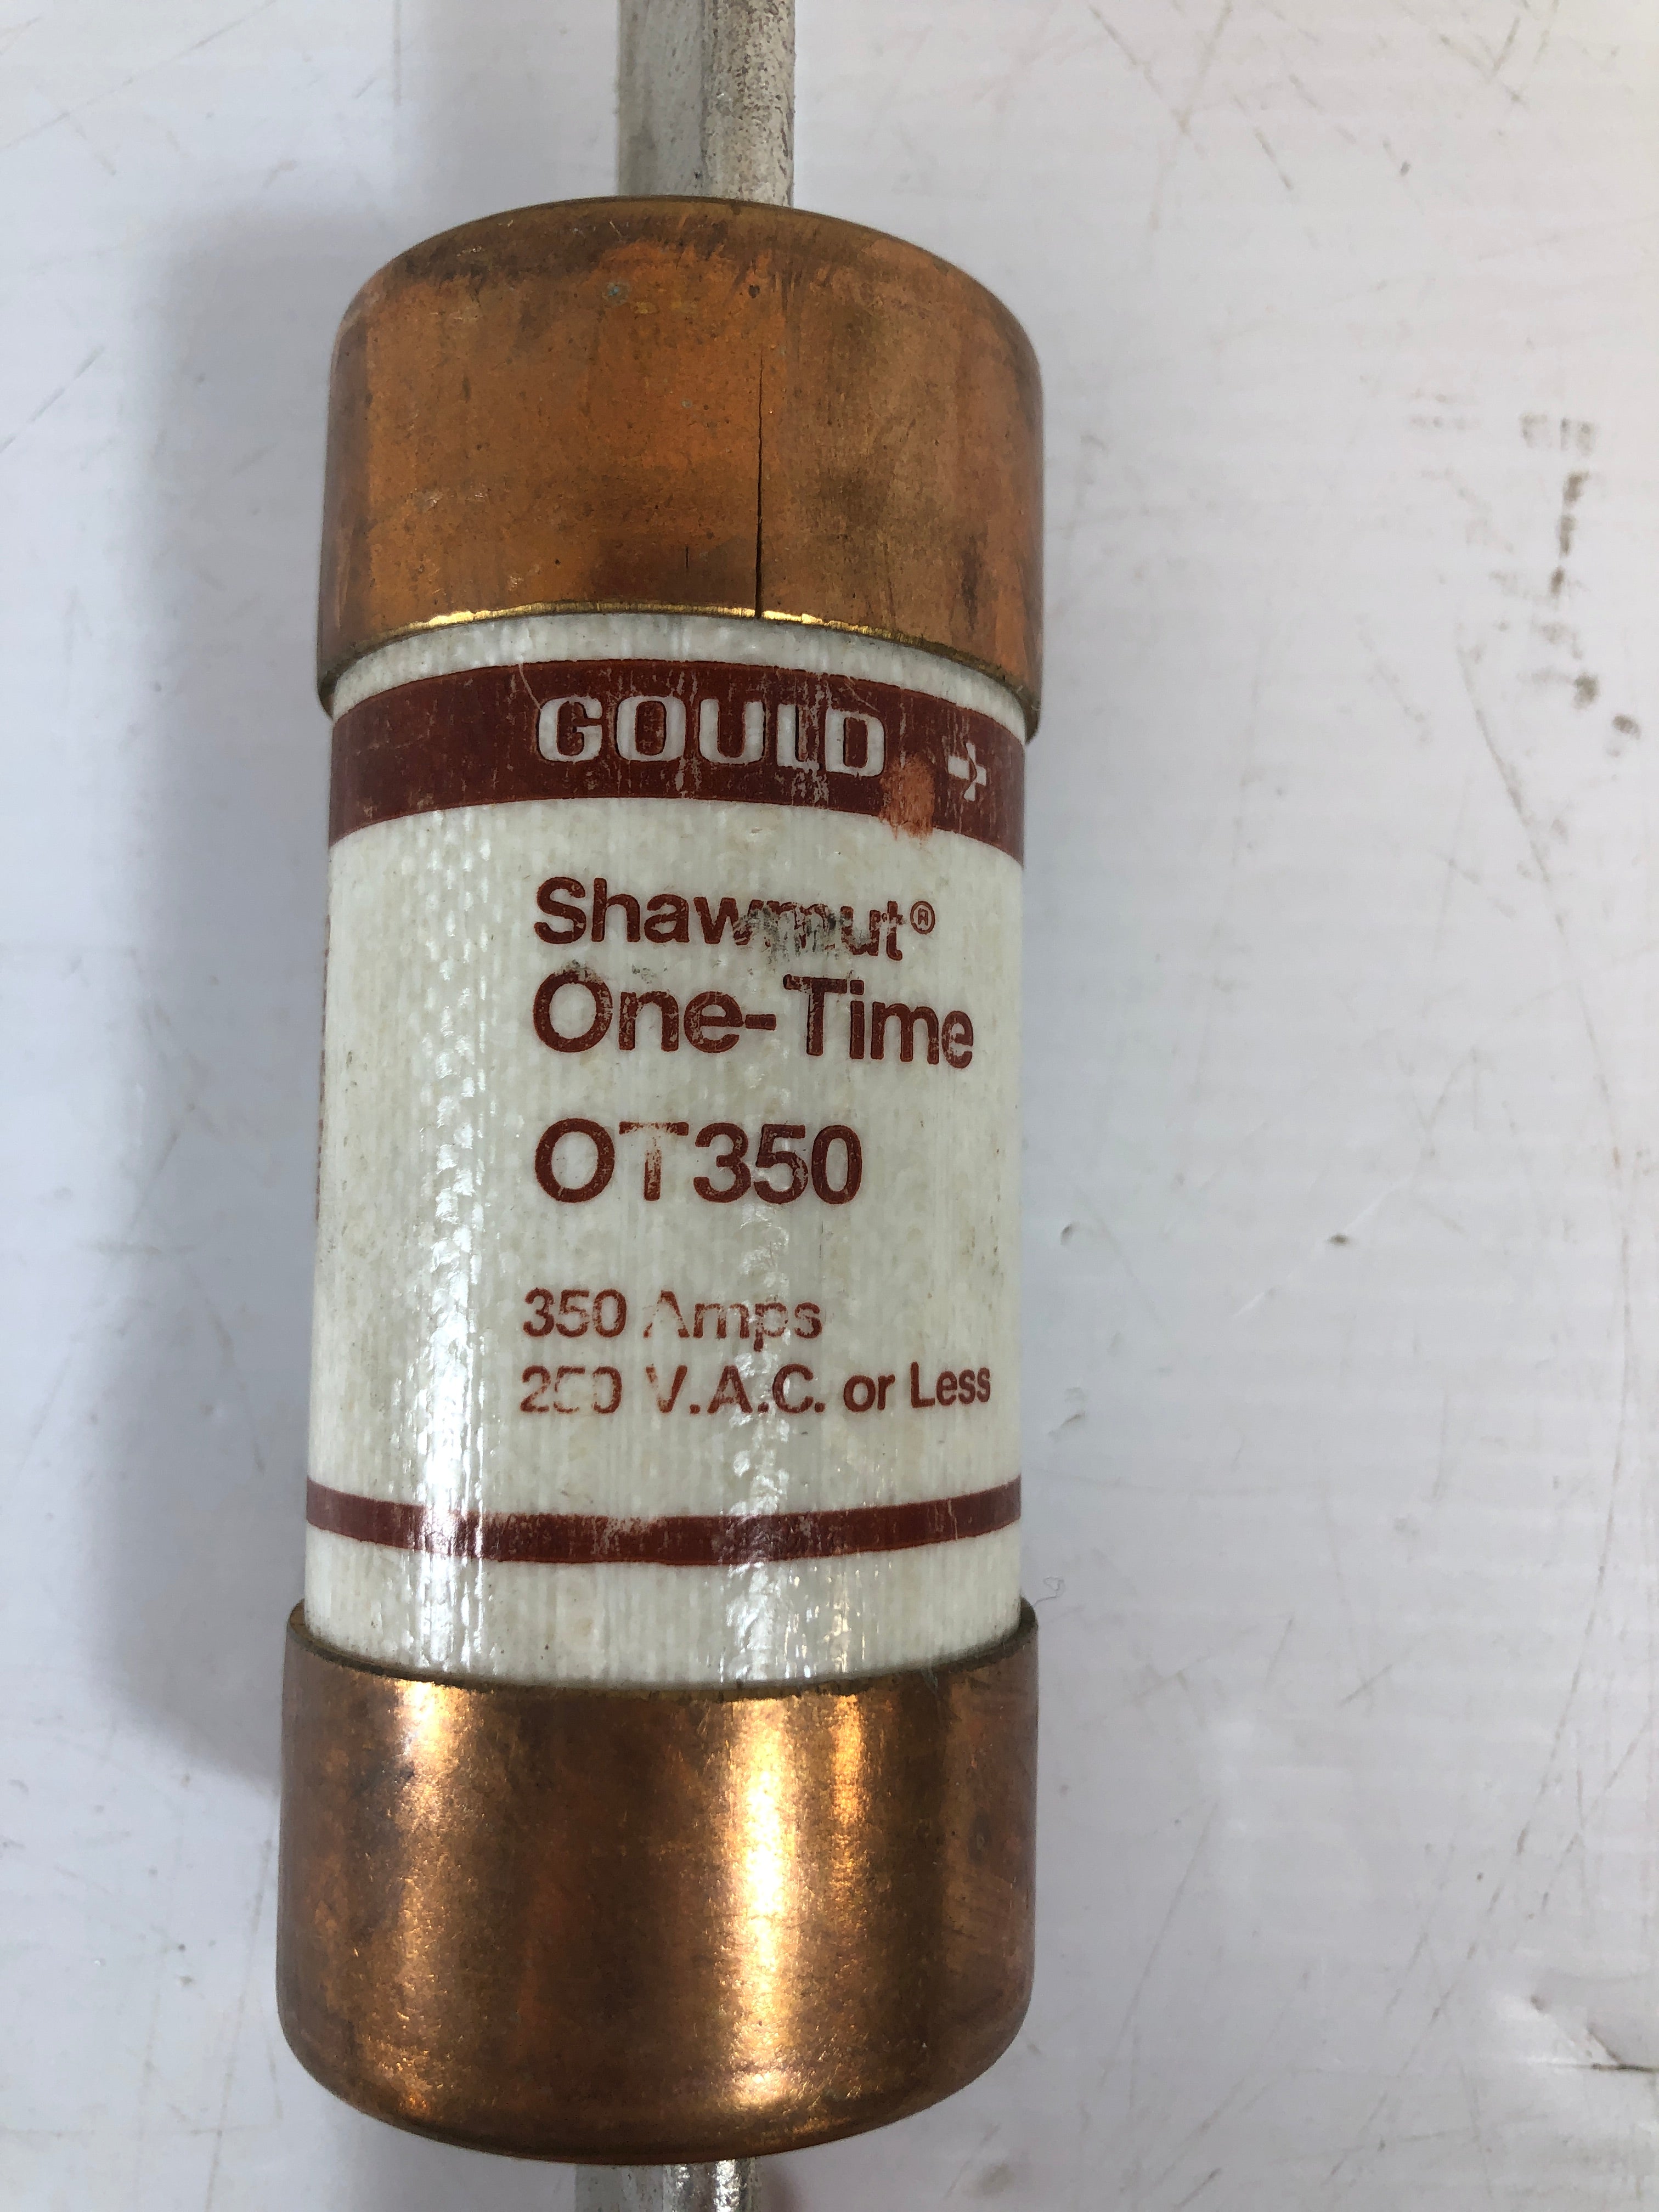 GOULD
Shawmut®
One-Time
OT350
350 Amps
250 V.A.C. or Less